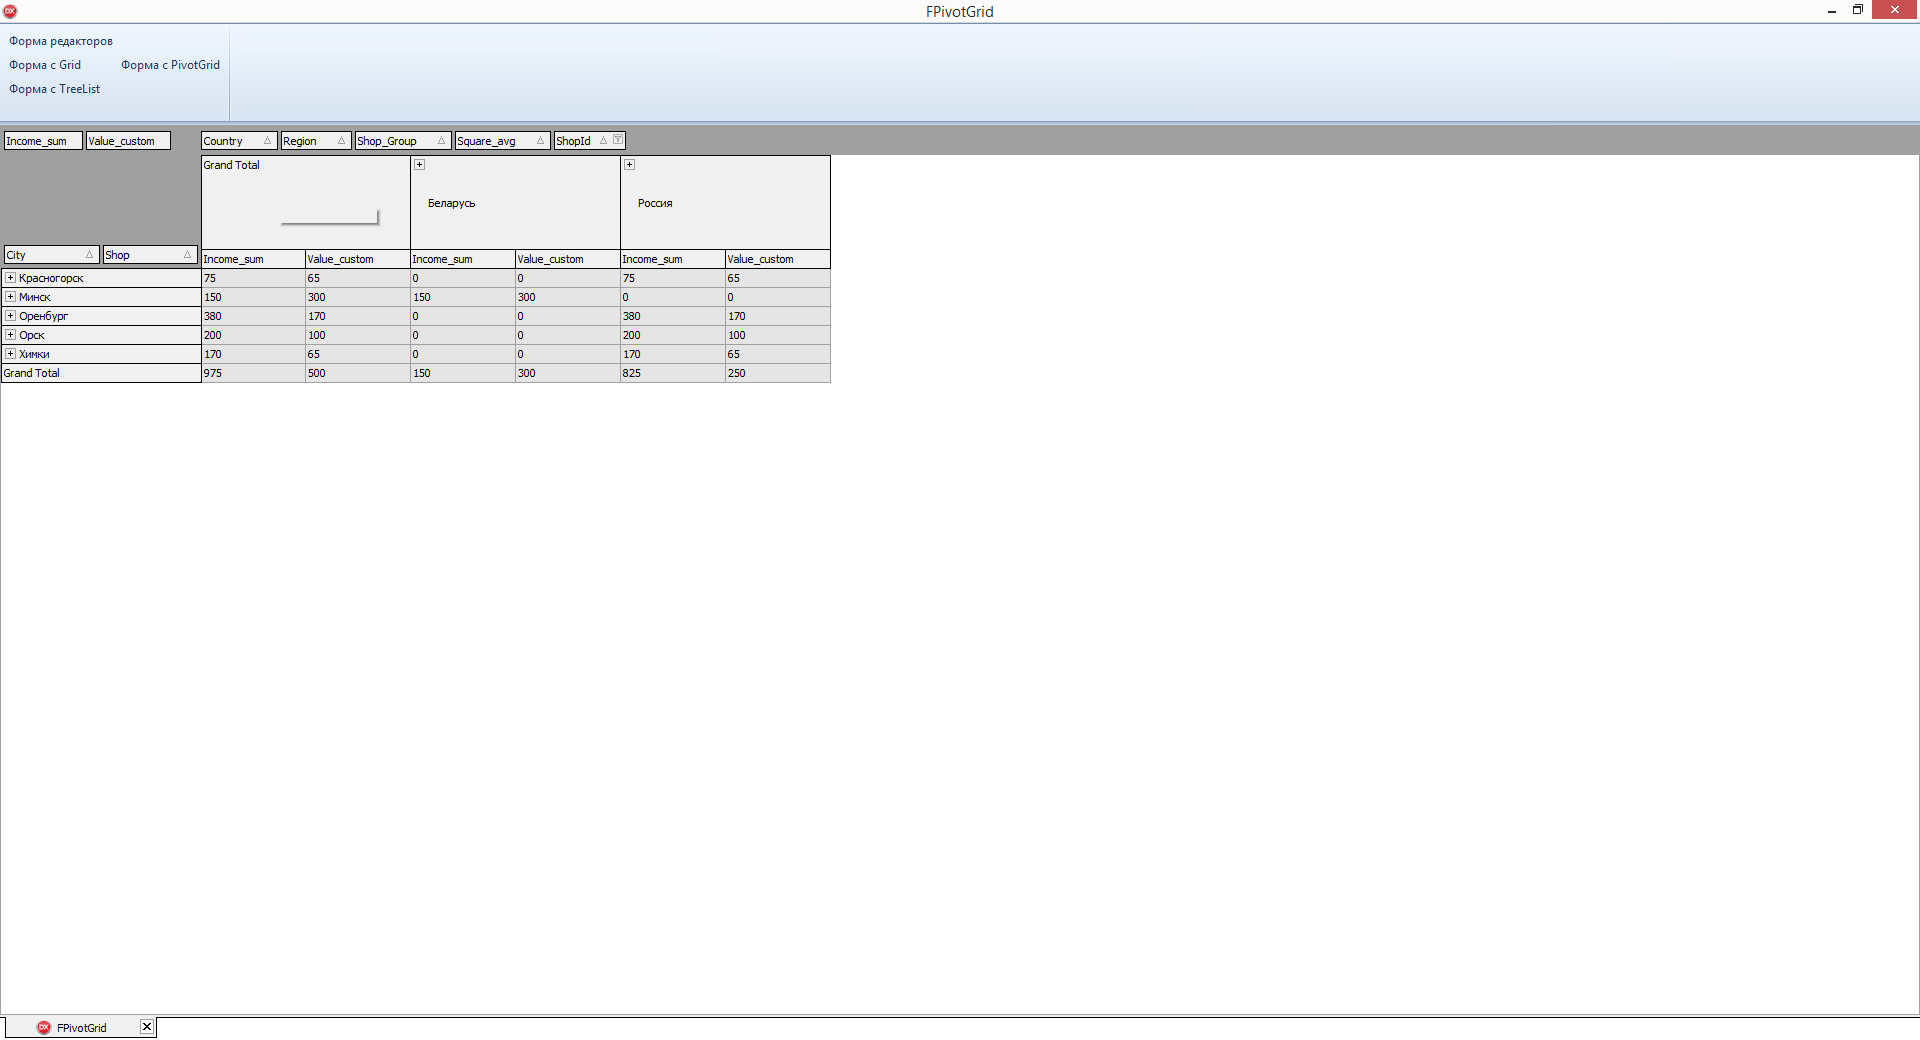 FPivotGrid
Форма редакторов
Форма с Grid Форма с PivotGrid
Форма с TreeList
Income_sum Value_custom Country Region Shop_Group Square_avg ShopId
Grand Total Беларусь Россия
City Shop Income_sum Value_custom Income_sum Value_custom Income_sum Value_custom
Красногорск 75 65 0 0 75 65
Минск 150 300 150 300 0 0
Оренбург 380 170 0 0 380 170
Орск 200 100 0 0 200 100
Химки 170 65 0 0 170 65
Grand Total 975 500 150 300 825 250
FPivotGrid